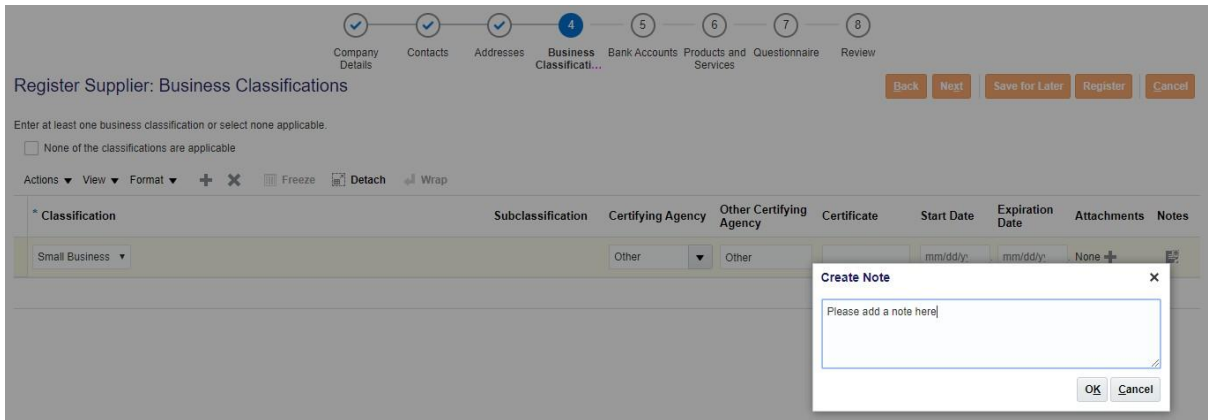 4 5 6 7 8
Company Details Contacts Addresses Business Classificati... Bank Accounts Products and Services Questionnaire Review
Register Supplier: Business Classifications
Back Next Save for Later Register Cancel
Enter at least one business classification or select none applicable.
None of the classifications are applicable
Actions View Format Freeze Detach Wrap
* Classification Subclassification Certifying Agency Other Certifying Agency Certificate Start Date Expiration Date Attachments Notes
Small Business Other Other mm/dd/y mm/dd/y None
Create Note
Please add a note here
OK Cancel